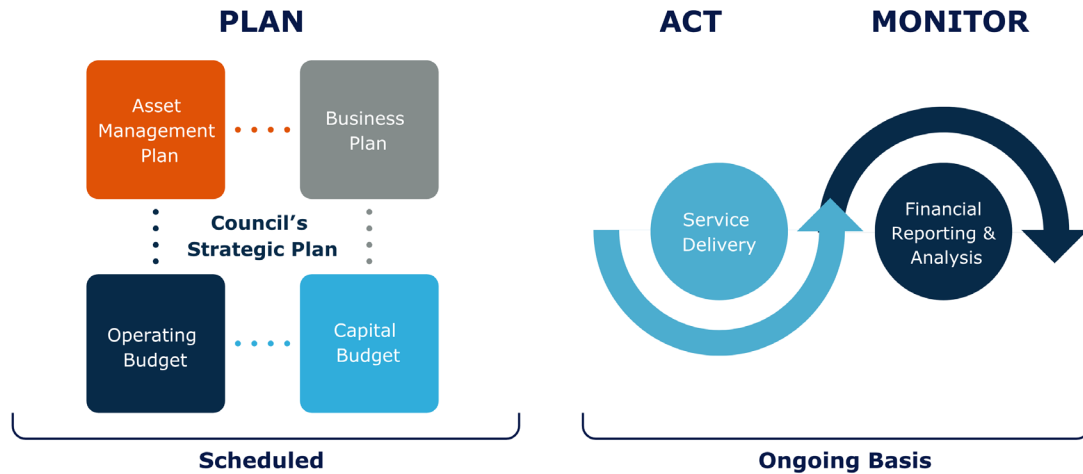 PLAN
ACT
MONITOR
Asset
Management
Plan
Business
Plan
Council’s
Strategic Plan
Operating
Budget
Capital
Budget
Service
Delivery
Financial
Reporting &
Analysis
Scheduled
Ongoing Basis